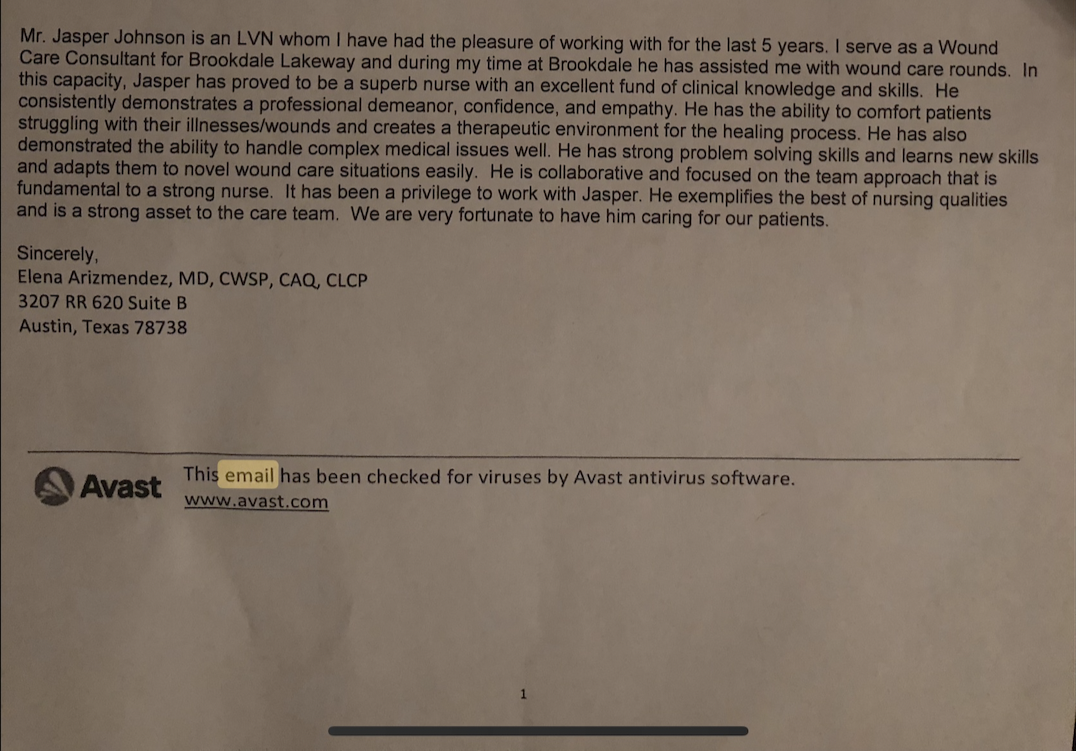 Mr. Jasper Johnson is an LVN whom I have had the pleasure of working with for the last 5 years. I serve as a Wound
Care Consultant for Brookdale Lakeway and during my time at Brookdale he has assisted me with wound care rounds. In
this capacity, Jasper has proved to be a superb nurse with an excellent fund of clinical knowledge and skills. He
consistently demonstrates a professional demeanor, confidence, and empathy. He has the ability to comfort patients
struggling with their illnesses/wounds and creates a therapeutic environment for the healing process. He has also
demonstrated the ability to handle complex medical issues well. He has strong problem solving skills and learns new skills
and adapts them to novel wound care situations easily. He is collaborative and focused on the team approach that is
fundamental to a strong nurse. It has been a privilege to work with Jasper. He exemplifies the best of nursing qualities
and is a strong asset to the care team. We are very fortunate to have him caring for our patients.
Sincerely,
Elena Arizmendez, MD, CWSP, CAQ, CLCP
3207 RR 620 Suite B
Austin, Texas 78738
Avast
This email has been checked for viruses by Avast antivirus software.
www.avast.com
1